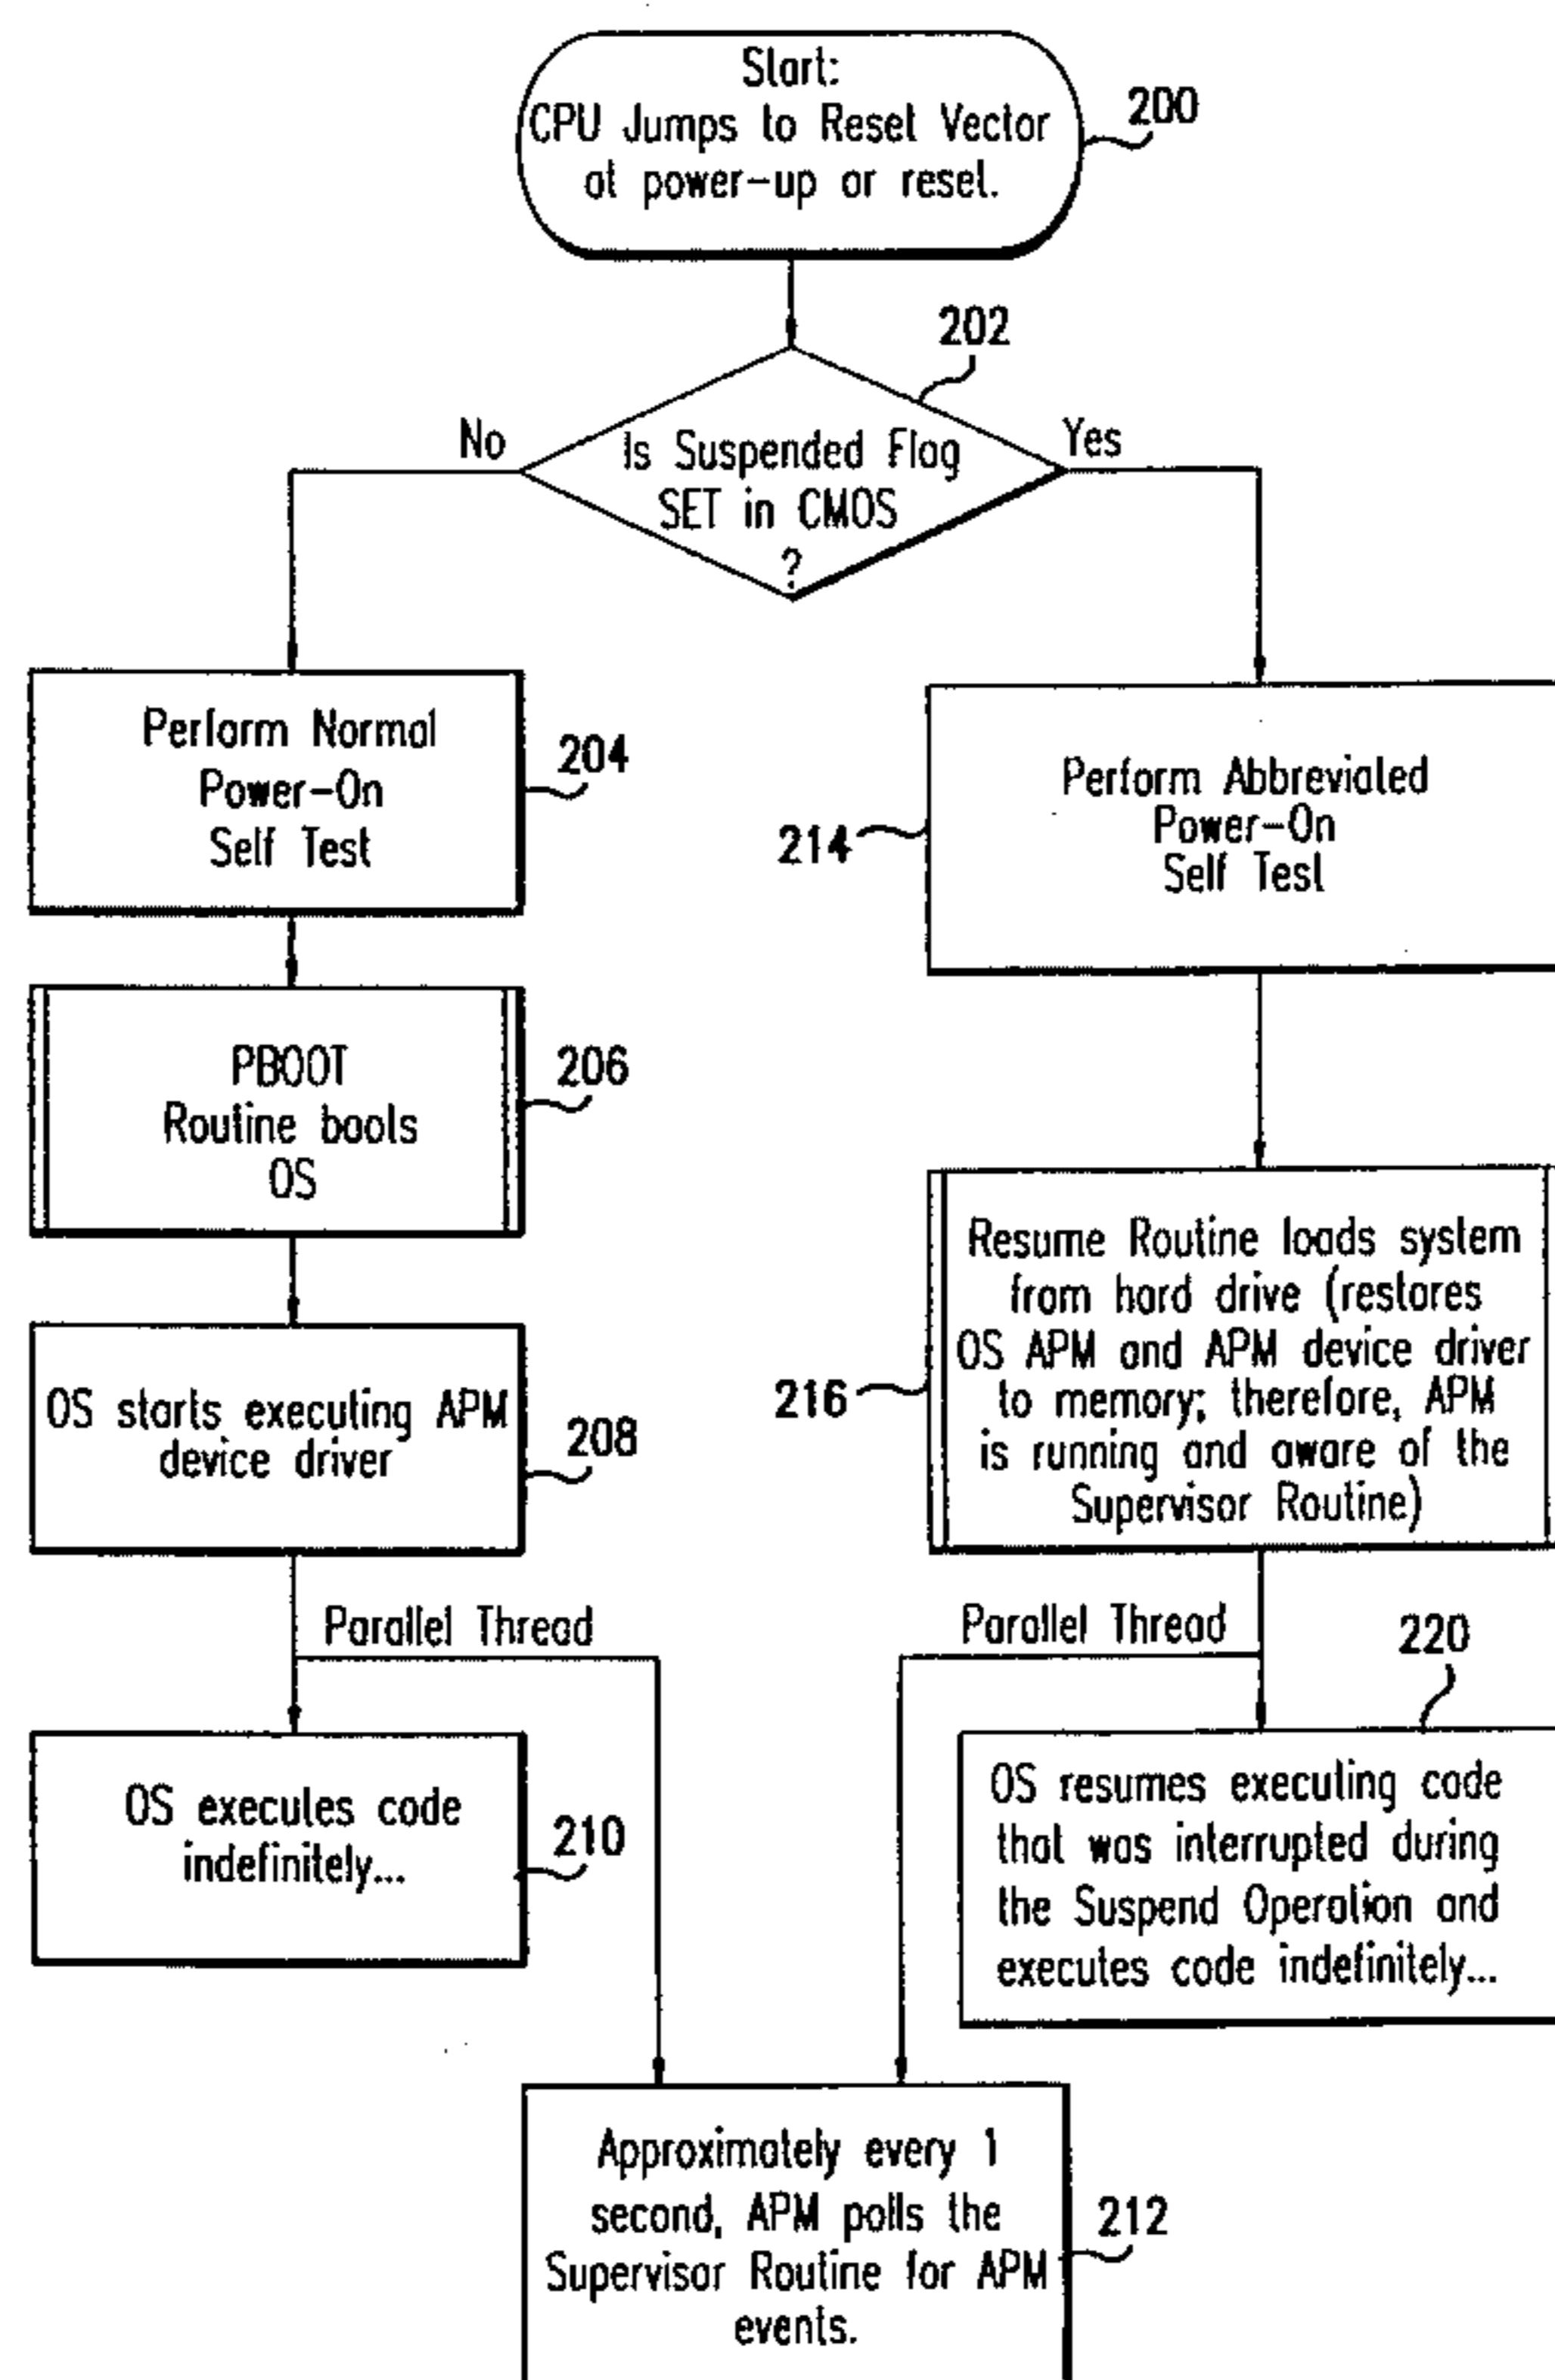 Start:
CPU Jumps to Reset Vector
at power-up or reset.
200
202
No
Is Suspended Flag
SET in CMOS
?
Yes
Perform Normal
Power-On
Self Test
204
Perform Abbreviated
Power-On
Self Test
214
PBOOT
Routine boots
OS
206
Resume Routine loads system
from hard drive (restores
OS APM and APM device driver
to memory; therefore, APM
is running and aware of the
Supervisor Routine)
216
OS starts executing APM
device driver
208
Parallel Thread
Parallel Thread
220
OS executes code
indefinitely...
210
OS resumes executing code
that was interrupted during
the Suspend Operation and
executes code indefinitely...
Approximately every 1
second, APM polls the
Supervisor Routine for APM
events.
212